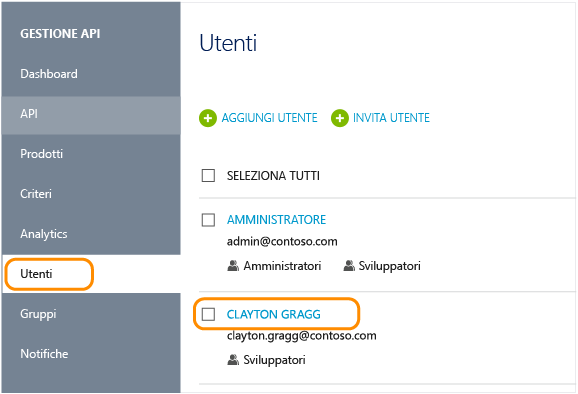 GESTIONE API
Dashboard
API
Prodotti
Criteri
Analytics
Utenti
Gruppi
Notifiche
Utenti
AGGIUNGI UTENTE INVITA UTENTE
SELEZIONA TUTTI
AMMINISTRATORE
admin@contoso.com
Amministratori Sviluppatori
CLAYTON GRAGG
clayton.gragg@contoso.com
Sviluppatori